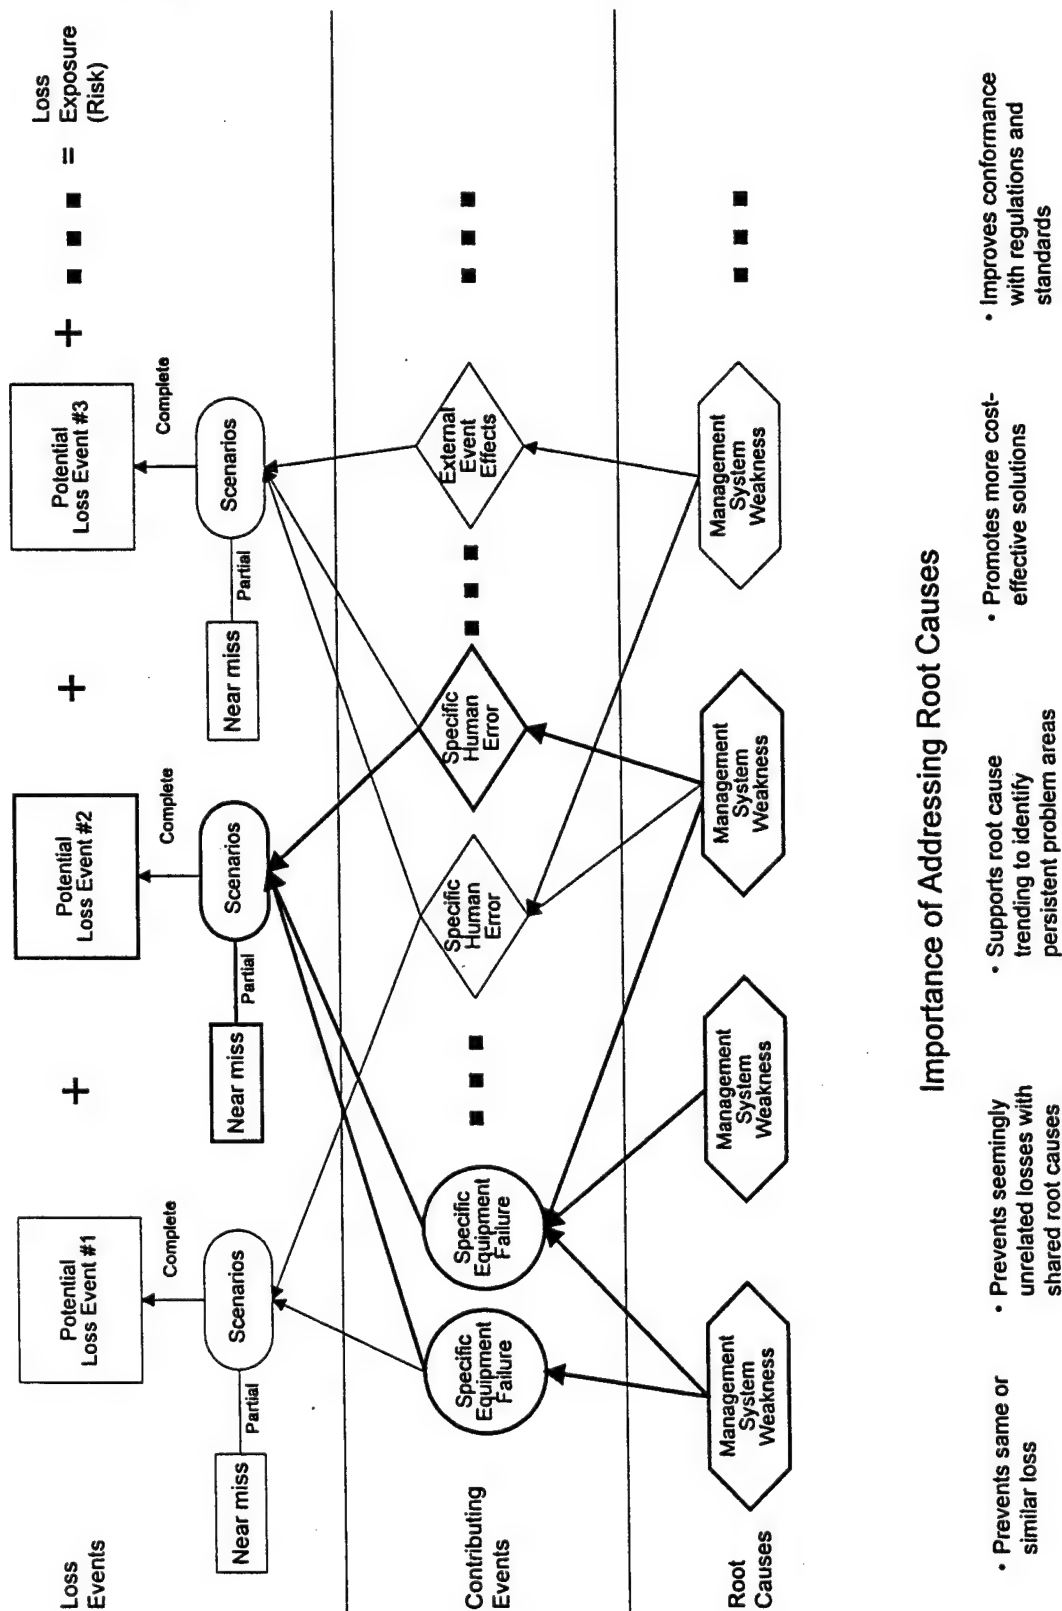 Loss
Events
Potential
Loss Event #1
+
Potential
Loss Event #2
+
Potential
Loss Event #3
+
=
Loss
Exposure
(Risk)
Complete
Complete
Complete
Near miss
Partial
Scenarios
Near miss
Partial
Scenarios
Near miss
Partial
Scenarios
Contributing
Events
Specific
Equipment
Failure
Specific
Equipment
Failure
Specific
Human
Error
Specific
Human
Error
External
Event
Effects
Root
Causes
Management
System
Weakness
Management
System
Weakness
Management
System
Weakness
Management
System
Weakness
Importance of Addressing Root Causes
• Prevents same or
similar loss
• Prevents seemingly
unrelated losses with
shared root causes
• Supports root cause
trending to identify
persistent problem areas
• Promotes more cost-
effective solutions
• Improves conformance
with regulations and
standards